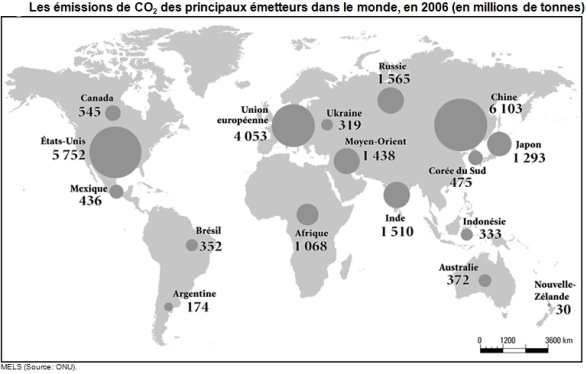 Les émissions de CO₂ des principaux émetteurs dans le monde, en 2006 (en millions de tonnes)
Russie
1 565
Canada
545
Union
européenne
4 053
Ukraine
319
Chine
6 103
États-Unis
5 752
Moyen-Orient
1 438
Japon
1 293
Corée du Sud
475
Mexique
436
Inde
1 510
Indonésie
333
Brésil
352
Afrique
1 068
Australie
372
Nouvelle-
Zélande
30
Argentine
174
0 1200 3600 km
MELS (Source : ONU).